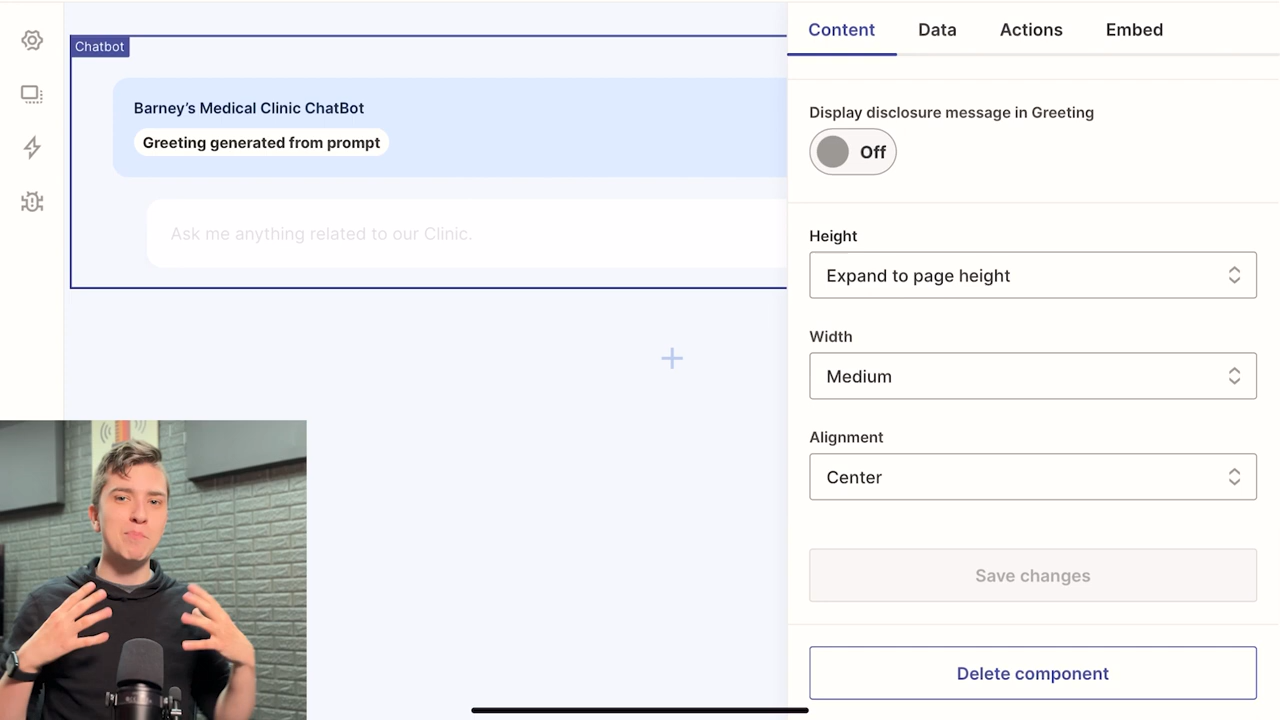 Chatbot
Barney’s Medical Clinic ChatBot
Greeting generated from prompt
Ask me anything related to our Clinic.
Content Data Actions Embed
Display disclosure message in Greeting
Off
Height
Expand to page height
Width
Medium
Alignment
Center
Save changes
Delete component